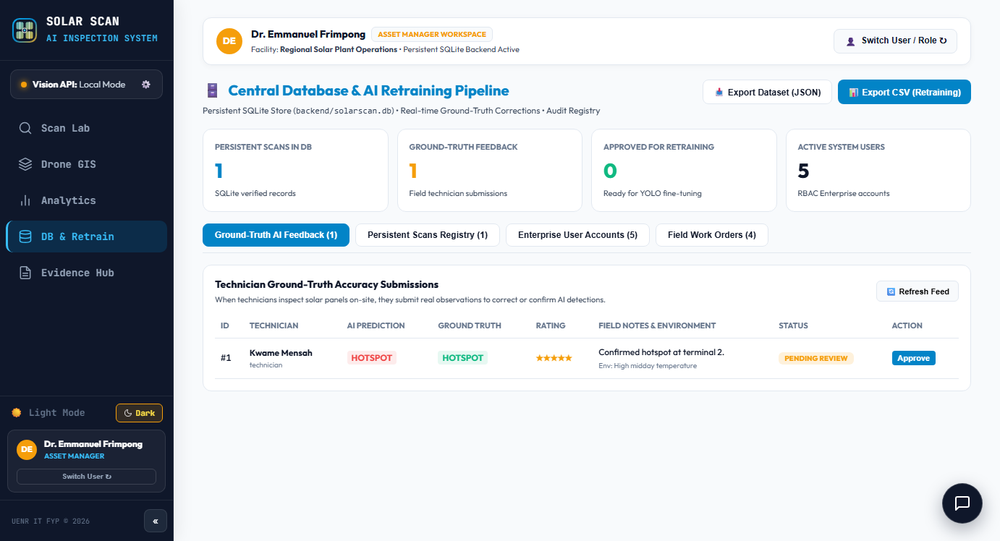 SOLAR SCAN
AI INSPECTION SYSTEM
Vision API: Local Mode
Scan Lab
Drone GIS
Analytics
DB & Retrain
Evidence Hub
Light Mode
Dark
DE
Dr. Emmanuel Frimpong
ASSET MANAGER
Switch User ↻
UENR IT FYP © 2026
«
DE
Dr. Emmanuel Frimpong ASSET MANAGER WORKSPACE
Facility: Regional Solar Plant Operations • Persistent SQLite Backend Active
Switch User / Role ↻
Central Database & AI Retraining Pipeline
Persistent SQLite Store (backend/solarscan.db) • Real-time Ground-Truth Corrections • Audit Registry
Export Dataset (JSON)
Export CSV (Retraining)
PERSISTENT SCANS IN DB
1
SQLite verified records
GROUND-TRUTH FEEDBACK
1
Field technician submissions
APPROVED FOR RETRAINING
0
Ready for YOLO fine-tuning
ACTIVE SYSTEM USERS
5
RBAC Enterprise accounts
Ground-Truth AI Feedback (1)
Persistent Scans Registry (1)
Enterprise User Accounts (5)
Field Work Orders (4)
Technician Ground-Truth Accuracy Submissions
When technicians inspect solar panels on-site, they submit real observations to correct or confirm AI detections.
Refresh Feed
ID TECHNICIAN AI PREDICTION GROUND TRUTH RATING FIELD NOTES & ENVIRONMENT STATUS ACTION
#1 Kwame Mensah HOTSPOT HOTSPOT ★★★★★ Confirmed hotspot at terminal 2. PENDING REVIEW Approve
technician Env: High midday temperature